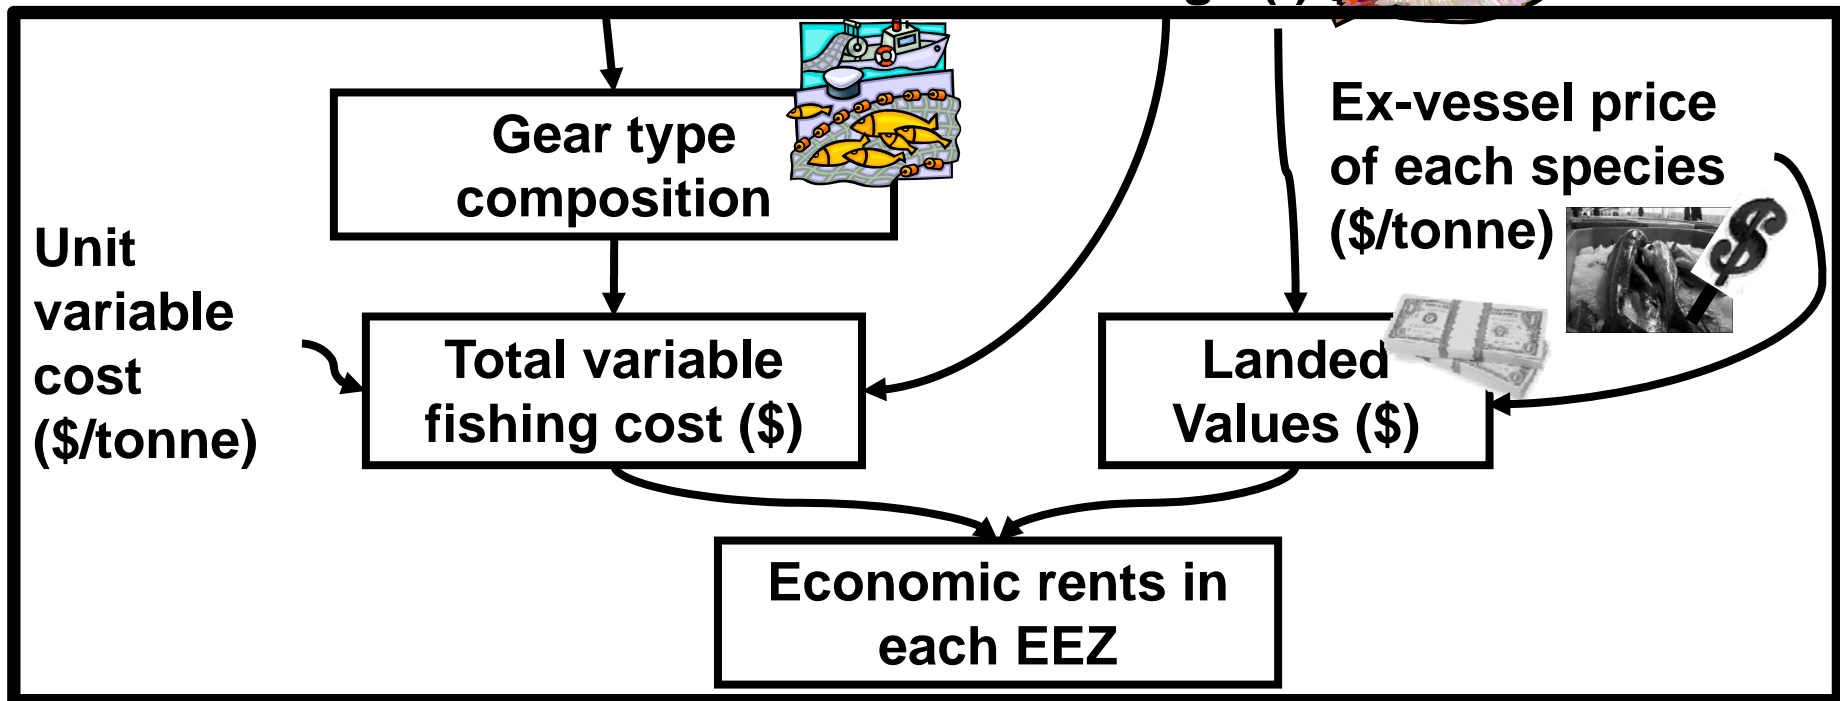 Gear type
composition
Ex-vessel price
of each species
($/tonne)
Unit
variable
cost
($/tonne)
Total variable
fishing cost ($)
Landed
Values ($)
Economic rents in
each EEZ